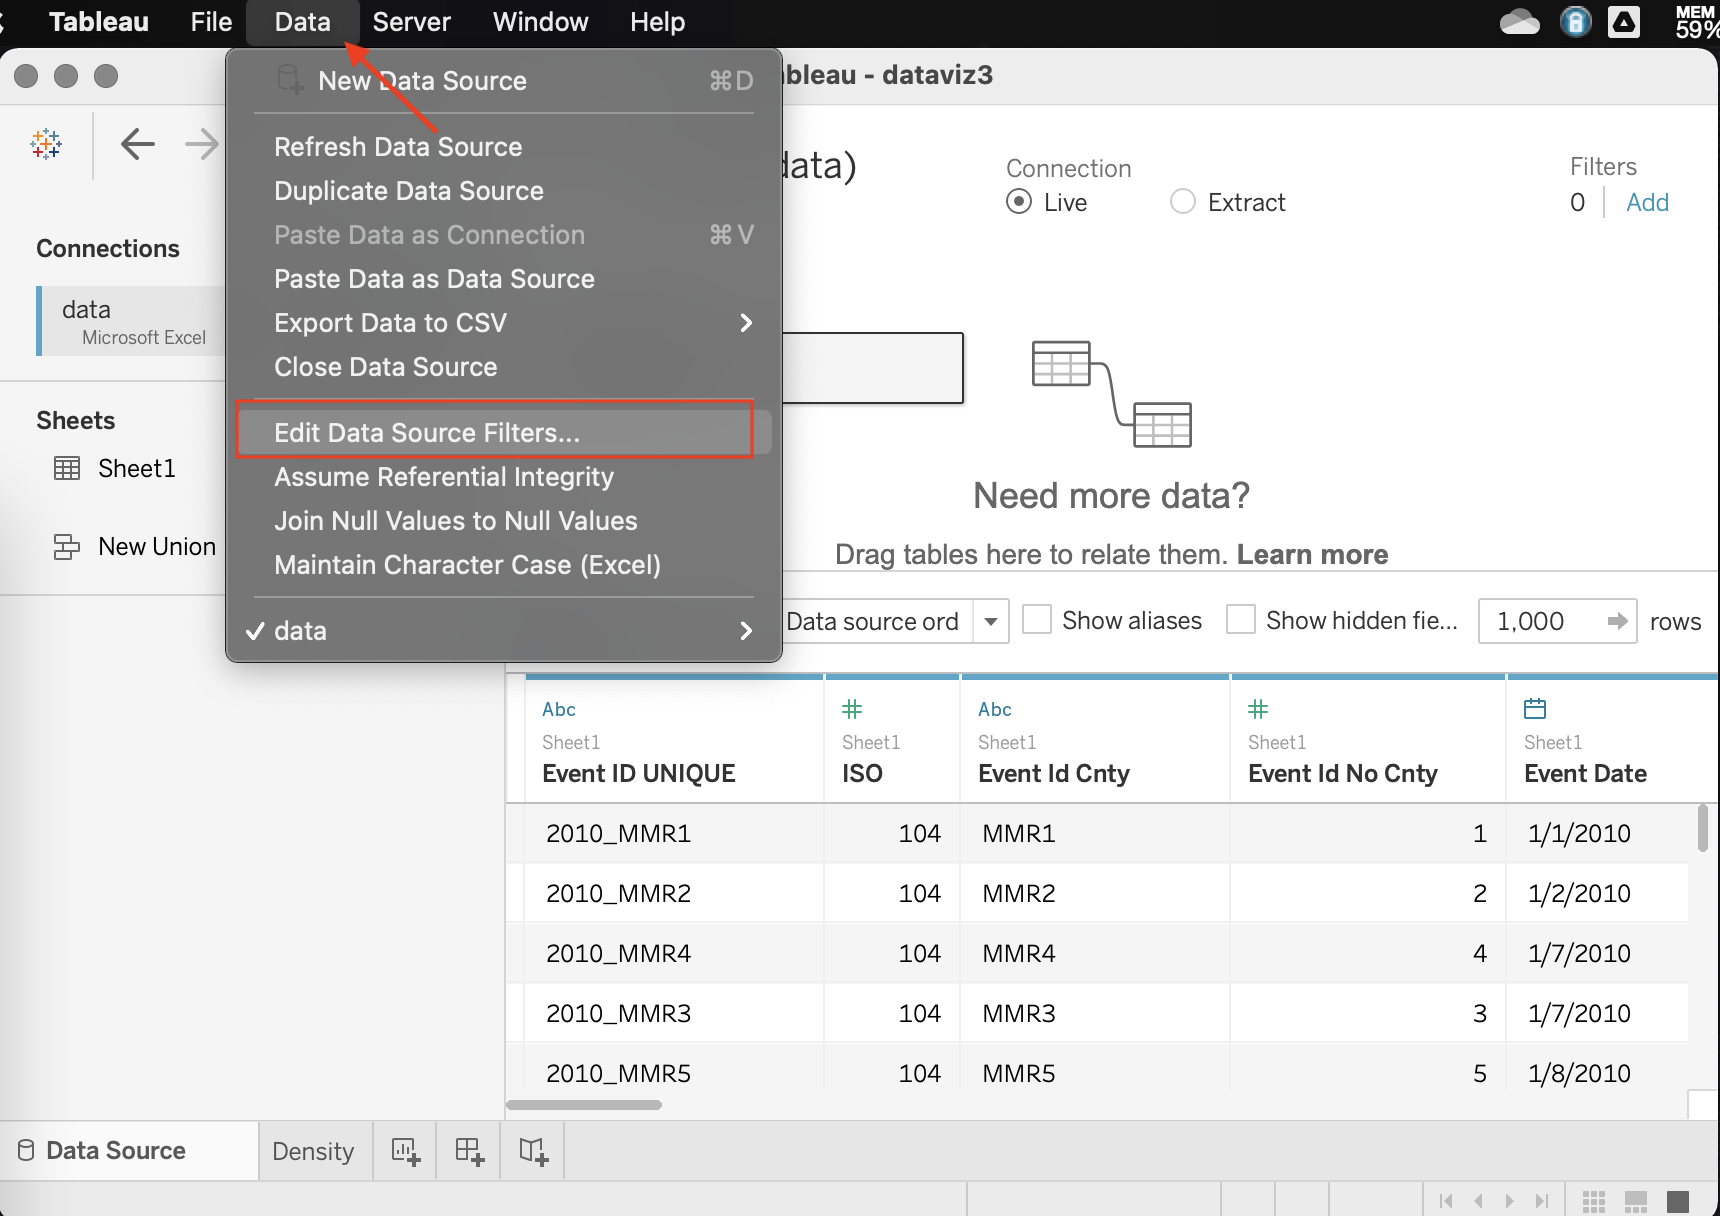 Tableau File Data Server Window Help
MEM
59%
New Data Source ⌘D
bleau - dataviz3
Refresh Data Source
Duplicate Data Source
Paste Data as Connection ⌘V
Paste Data as Data Source
Export Data to CSV
Close Data Source
Edit Data Source Filters...
Assume Referential Integrity
Join Null Values to Null Values
Maintain Character Case (Excel)
✓ data
data)
Connection
Live Extract
Filters
0 Add
Connections
data
Microsoft Excel
Sheets
Sheet1
New Union
Need more data?
Drag tables here to relate them. Learn more
Data source ord Show aliases Show hidden fie... 1,000 rows
Abc # Abc #
Sheet1 Sheet1 Sheet1 Sheet1 Sheet1
Event ID UNIQUE ISO Event Id Cnty Event Id No Cnty Event Date
2010_MMR1 104 MMR1 1 1/1/2010
2010_MMR2 104 MMR2 2 1/2/2010
2010_MMR4 104 MMR4 4 1/7/2010
2010_MMR3 104 MMR3 3 1/7/2010
2010_MMR5 104 MMR5 5 1/8/2010
Data Source Density